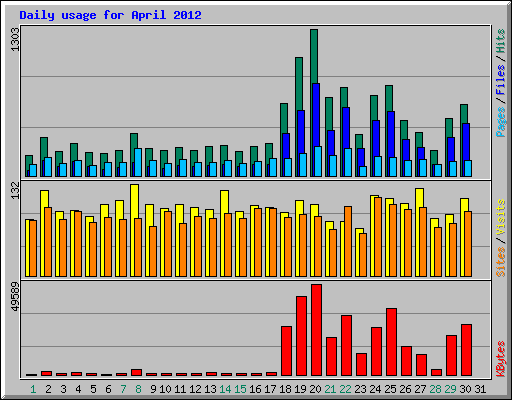 Daily usage for April 2012
1303
Pages / Files / Hits
132
Sites / Visits
49589
KBytes
1 2 3 4 5 6 7 8 9 10 11 12 13 14 15 16 17 18 19 20 21 22 23 24 25 26 27 28 29 30 31